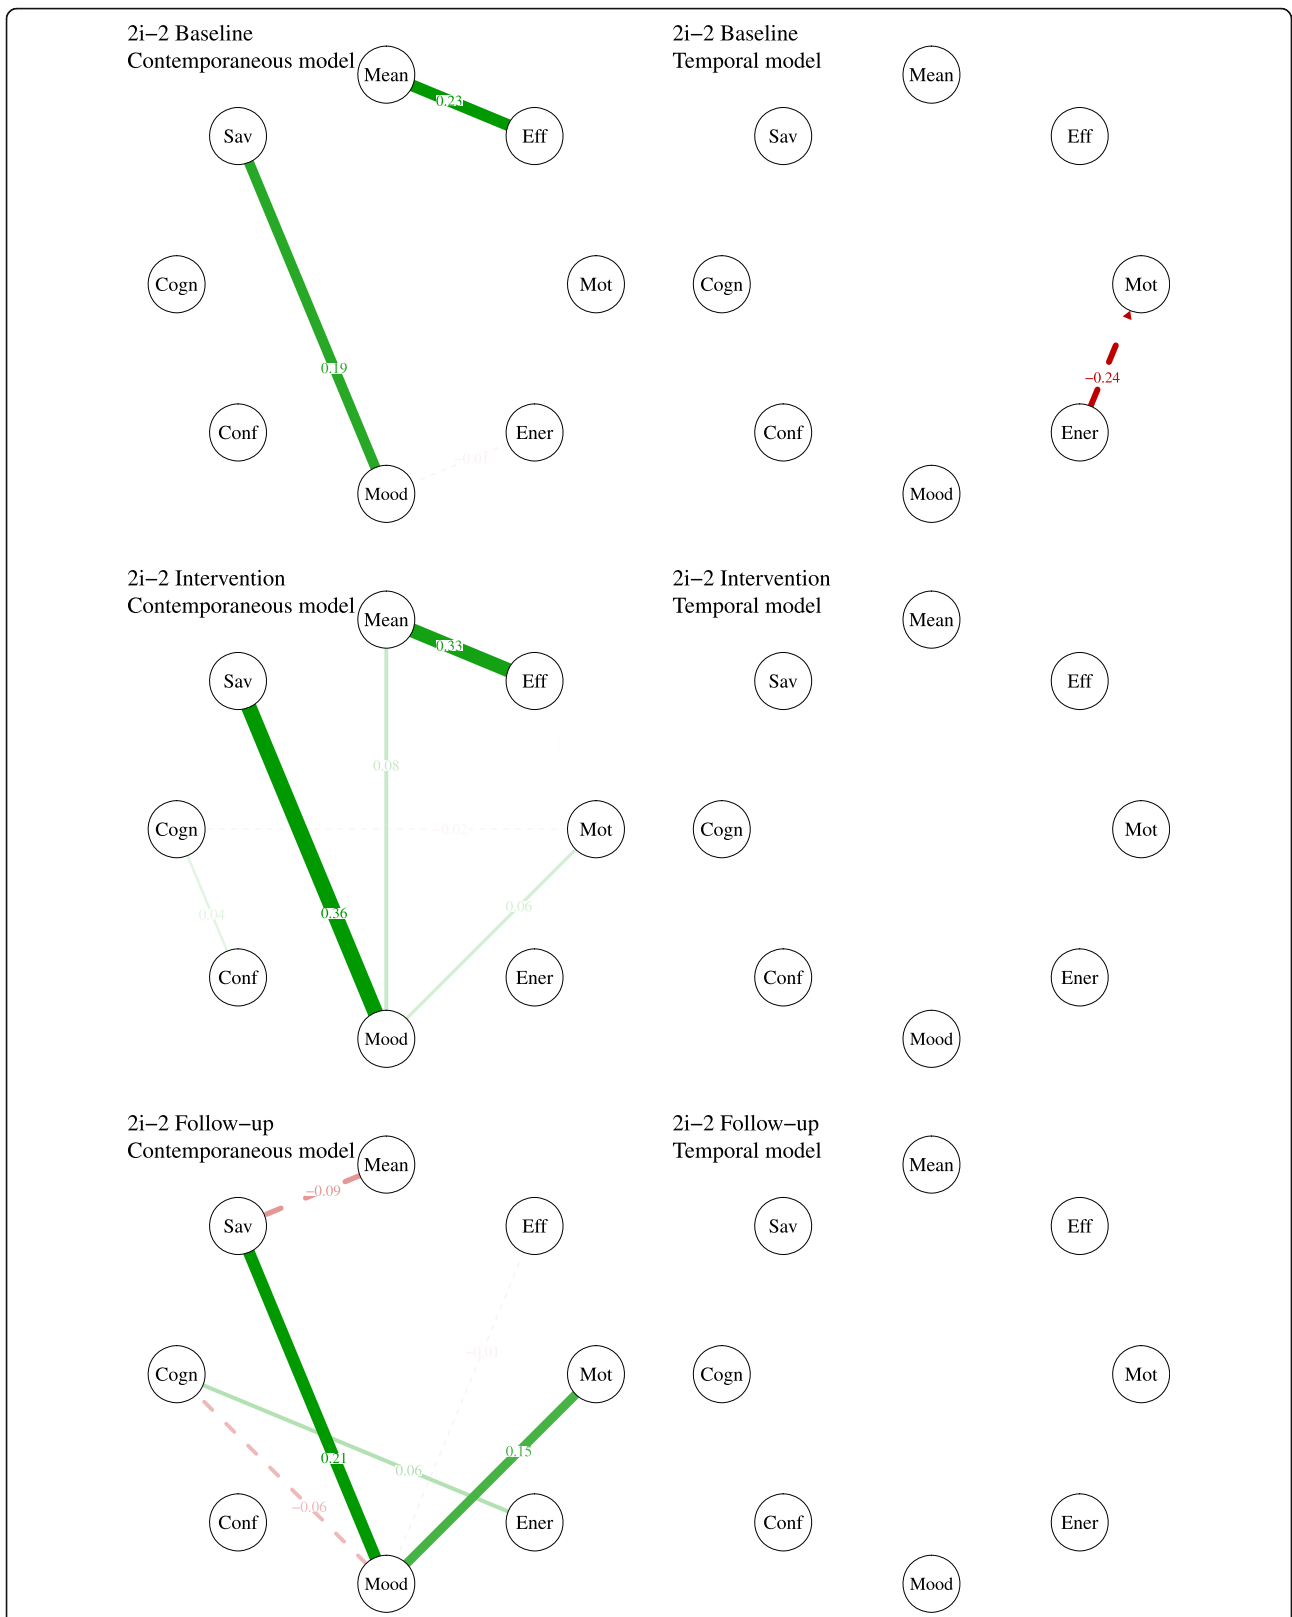 2i−2 Baseline
Contemporaneous model
Mean
0.23
Sav
Eff
Cogn
Mot
0.19
Conf
Ener
−0.01
Mood
2i−2 Baseline
Temporal model
Mean
Sav
Eff
Cogn
Mot
−0.24
Conf
Ener
Mood
2i−2 Intervention
Contemporaneous model
Mean
0.33
Sav
Eff
0.08
Cogn
−0.02
Mot
0.04
0.36
0.06
Conf
Ener
Mood
2i−2 Intervention
Temporal model
Mean
Sav
Eff
Cogn
Mot
Conf
Ener
Mood
2i−2 Follow−up
Contemporaneous model
Mean
−0.09
Sav
Eff
−0.01
Cogn
Mot
0.21
0.15
0.06
−0.06
Conf
Ener
Mood
2i−2 Follow−up
Temporal model
Mean
Sav
Eff
Cogn
Mot
Conf
Ener
Mood